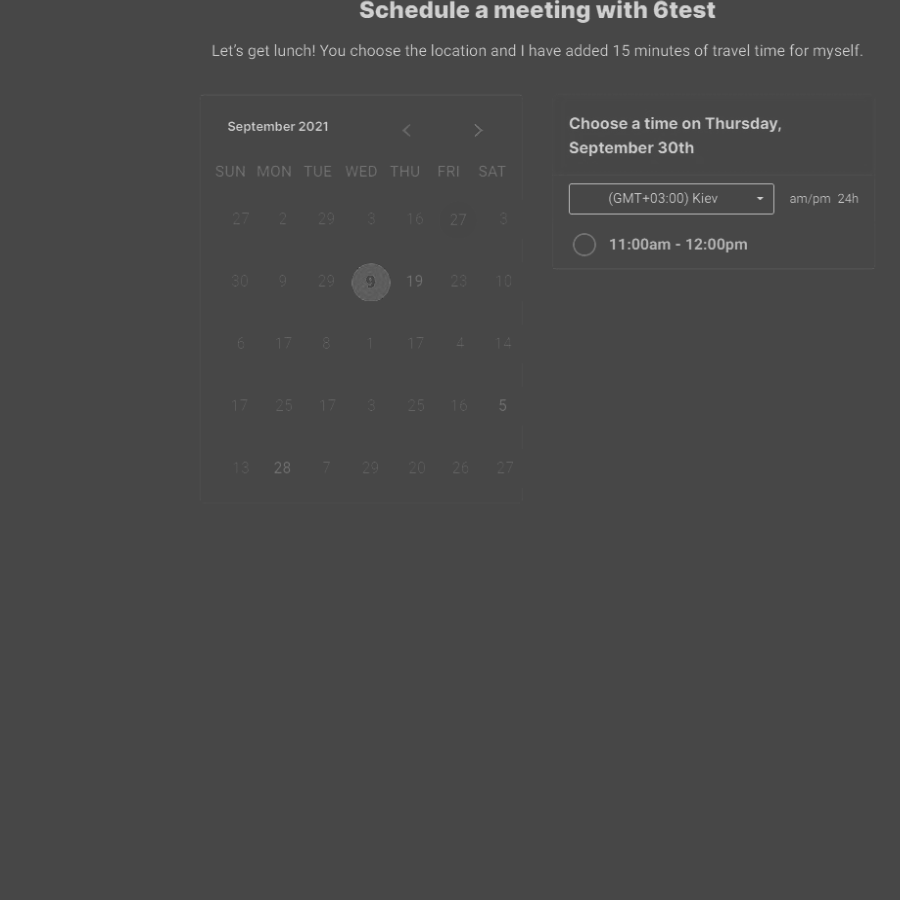 Schedule a meeting with 6test
Let's get lunch! You choose the location and I have added 15 minutes of travel time for myself.
September 2021
SUN MON TUE WED THU FRI SAT
27 2 29 3 16 27 3
30 9 29 9 19 23 10
6 17 8 1 17 4 14
17 25 17 3 25 16 5
13 28 7 29 20 26 27
Choose a time on Thursday,
September 30th
(GMT+03:00) Kiev am/pm 24h
11:00am - 12:00pm